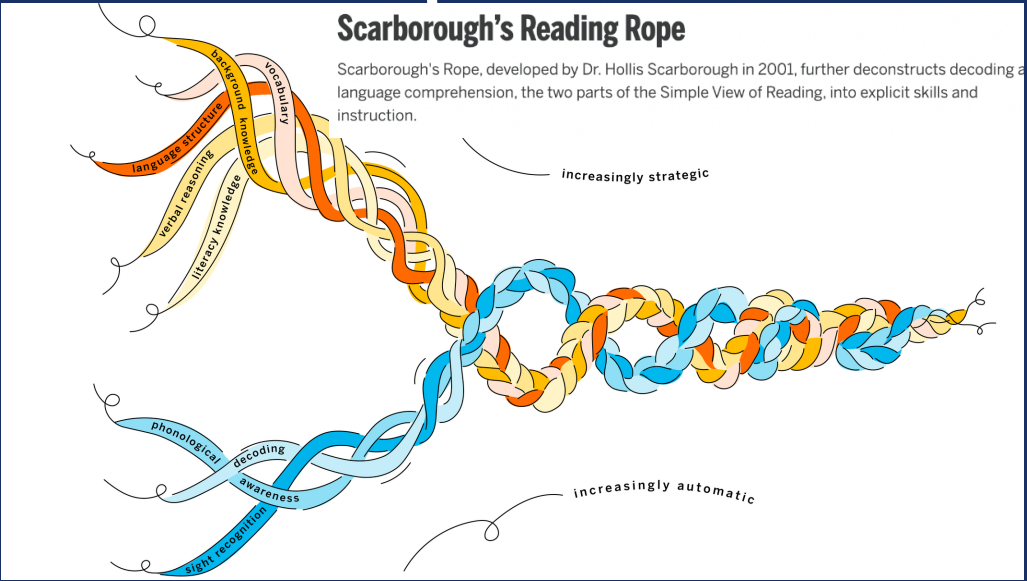 Scarborough's Reading Rope
Scarborough's Rope, developed by Dr. Hollis Scarborough in 2001, further deconstructs decoding a
language comprehension, the two parts of the Simple View of Reading, into explicit skills and
instruction.
background knowledge
vocabulary
language structure
verbal reasoning
literacy knowledge
increasingly strategic
phonological awareness
decoding
sight recognition
increasingly automatic